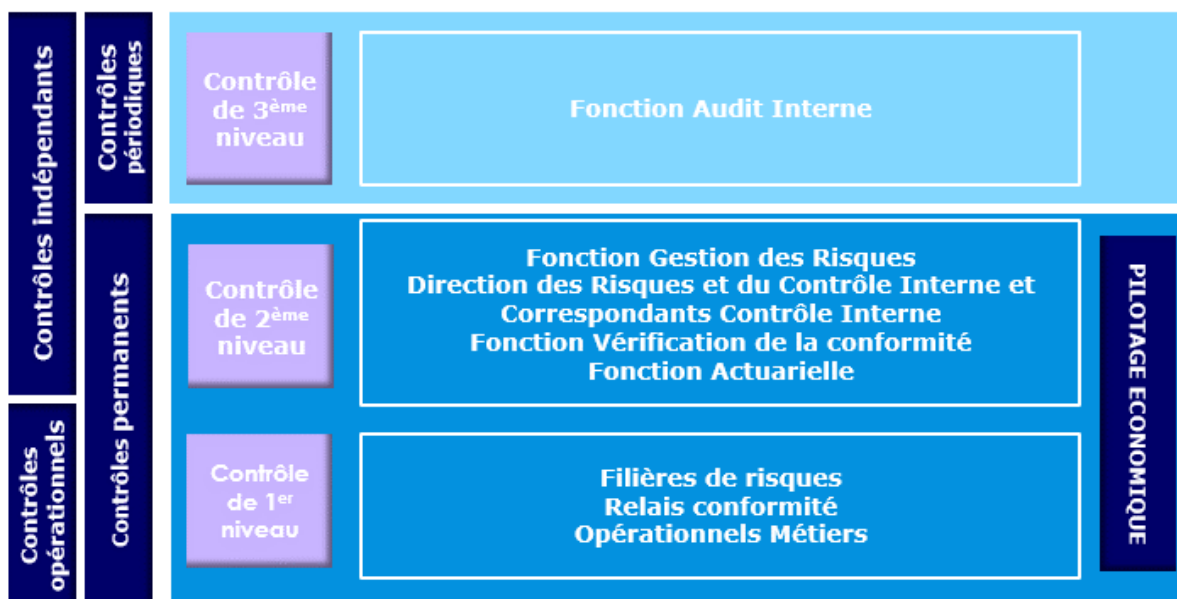 Contrôles indépendants
Contrôles
périodiques
Contrôle
de 3ème
niveau
Fonction Audit Interne
Contrôles permanents
Contrôle
de 2ème
niveau
Fonction Gestion des Risques
Direction des Risques et du Contrôle Interne et
Correspondants Contrôle Interne
Fonction Vérification de la conformité
Fonction Actuarielle
PILOTAGE ECONOMIQUE
Contrôles
opérationnels
Contrôle
de 1er
niveau
Filières de risques
Relais conformité
Opérationnels Métiers